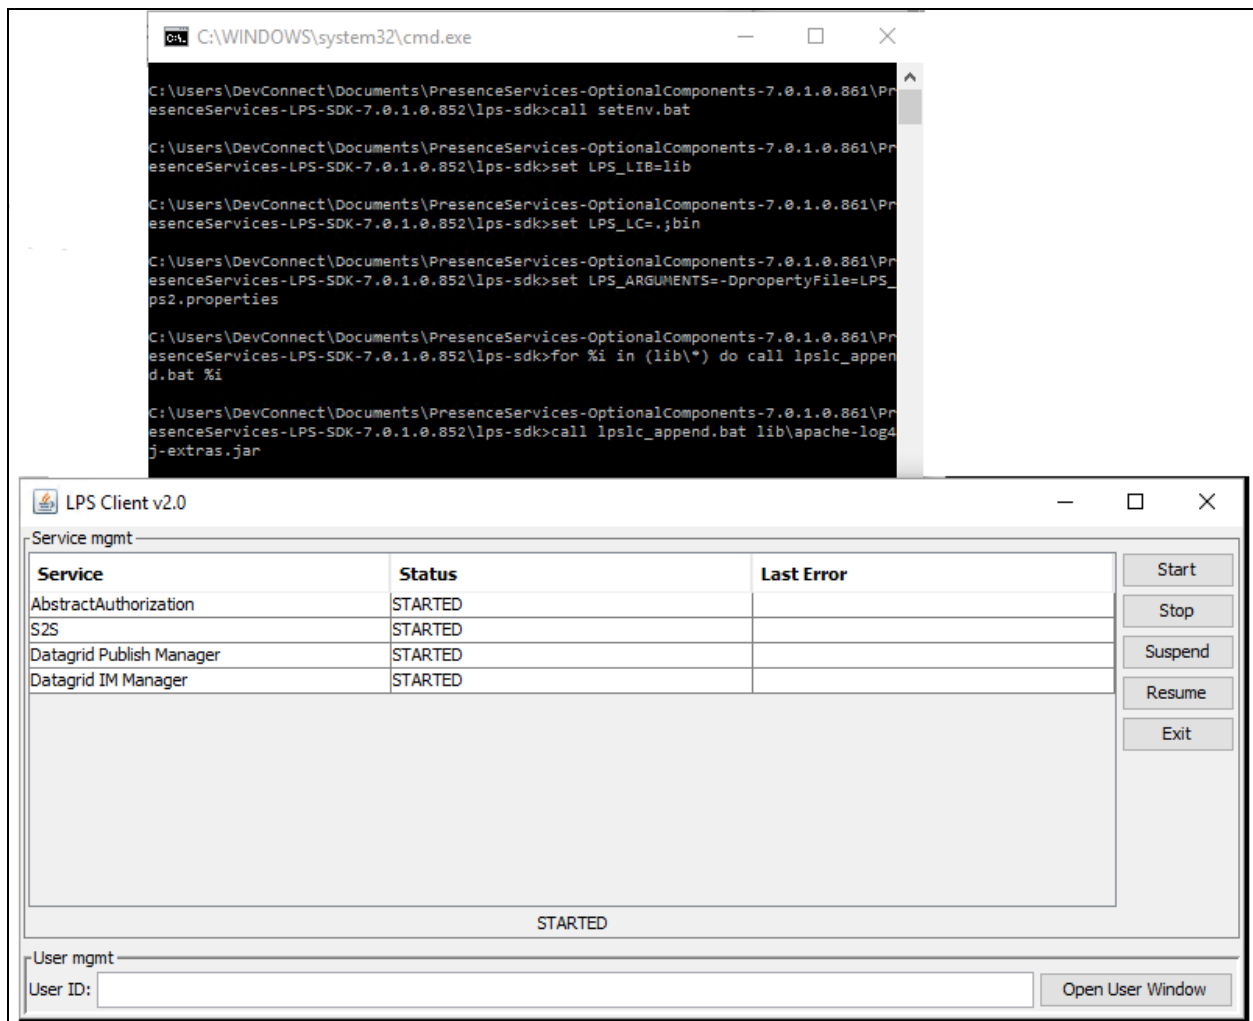 C:\WINDOWS\system32\cmd.exe
C:\Users\DevConnect\Documents\PresenceServices-OptionalComponents-7.0.1.0.861\Pr
esenceServices-LPS-SDK-7.0.1.0.852\lps-sdk>call setEnv.bat
C:\Users\DevConnect\Documents\PresenceServices-OptionalComponents-7.0.1.0.861\Pr
esenceServices-LPS-SDK-7.0.1.0.852\lps-sdk>set LPS_LIB=lib
C:\Users\DevConnect\Documents\PresenceServices-OptionalComponents-7.0.1.0.861\Pr
esenceServices-LPS-SDK-7.0.1.0.852\lps-sdk>set LPS_LC=.;bin
C:\Users\DevConnect\Documents\PresenceServices-OptionalComponents-7.0.1.0.861\Pr
esenceServices-LPS-SDK-7.0.1.0.852\lps-sdk>set LPS_ARGUMENTS=-DpropertyFile=LPS_
ps2.properties
C:\Users\DevConnect\Documents\PresenceServices-OptionalComponents-7.0.1.0.861\Pr
esenceServices-LPS-SDK-7.0.1.0.852\lps-sdk>for %i in (lib\*) do call lpslc_appen
d.bat %i
C:\Users\DevConnect\Documents\PresenceServices-OptionalComponents-7.0.1.0.861\Pr
esenceServices-LPS-SDK-7.0.1.0.852\lps-sdk>call lpslc_append.bat lib\apache-log4
j-extras.jar
LPS Client v2.0
Service mgmt
Service Status Last Error
AbstractAuthorization STARTED
S2S STARTED
Datagrid Publish Manager STARTED
Datagrid IM Manager STARTED
Start
Stop
Suspend
Resume
Exit
STARTED
User mgmt
User ID: Open User Window